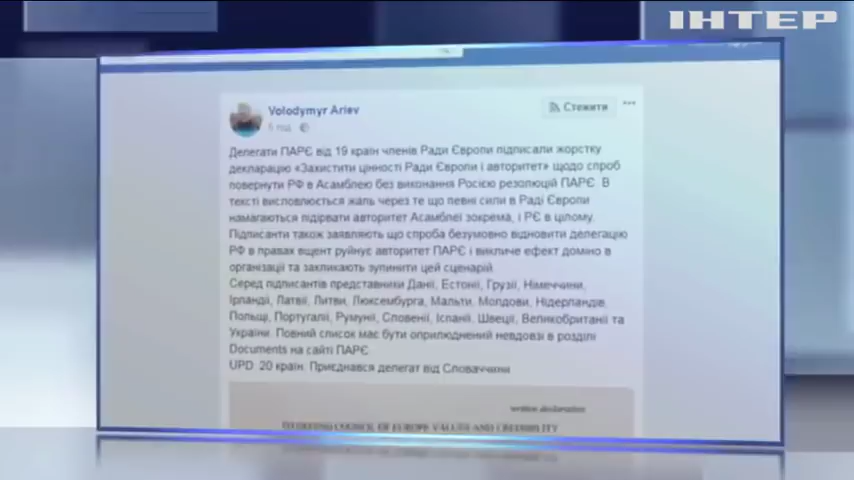 ІНТЕР
Volodymyr Ariev
5 год
Стежити
Делегати ПАРЄ від 19 країн членів Ради Європи підписали жорстку
декларацію «Захистити цінності Ради Європи і авторитет» щодо спроб
повернути РФ в Асамблею без виконання Росією резолюцій ПАРЄ. В
тексті висловлюється жаль через те що певні сили в Раді Європи
намагаються підірвати авторитет Асамблеї зокрема, і РЄ в цілому.
Підписанти також заявляють що спроба безумовно відновити делегацію
РФ в правах вщент руйнує авторитет ПАРЄ і викличе ефект доміно в
організації та закликають зупинити цей сценарій.
Серед підписантів представники Данії, Естонії, Грузії, Німеччини,
Ірландії, Латвії, Литви, Люксембурга, Мальти, Молдови, Нідерландів,
Польщі, Португалії, Румунії, Словенії, Іспанії, Швеції, Великобританії та
України. Повний список має бути оприлюднений невдовзі в розділі
Documents на сайті ПАРЄ.
UPD. 20 країн. Приєднався делегат від Словаччини
written declaration
COUNCIL OF EUROPE VALUES AND CREDIBILITY